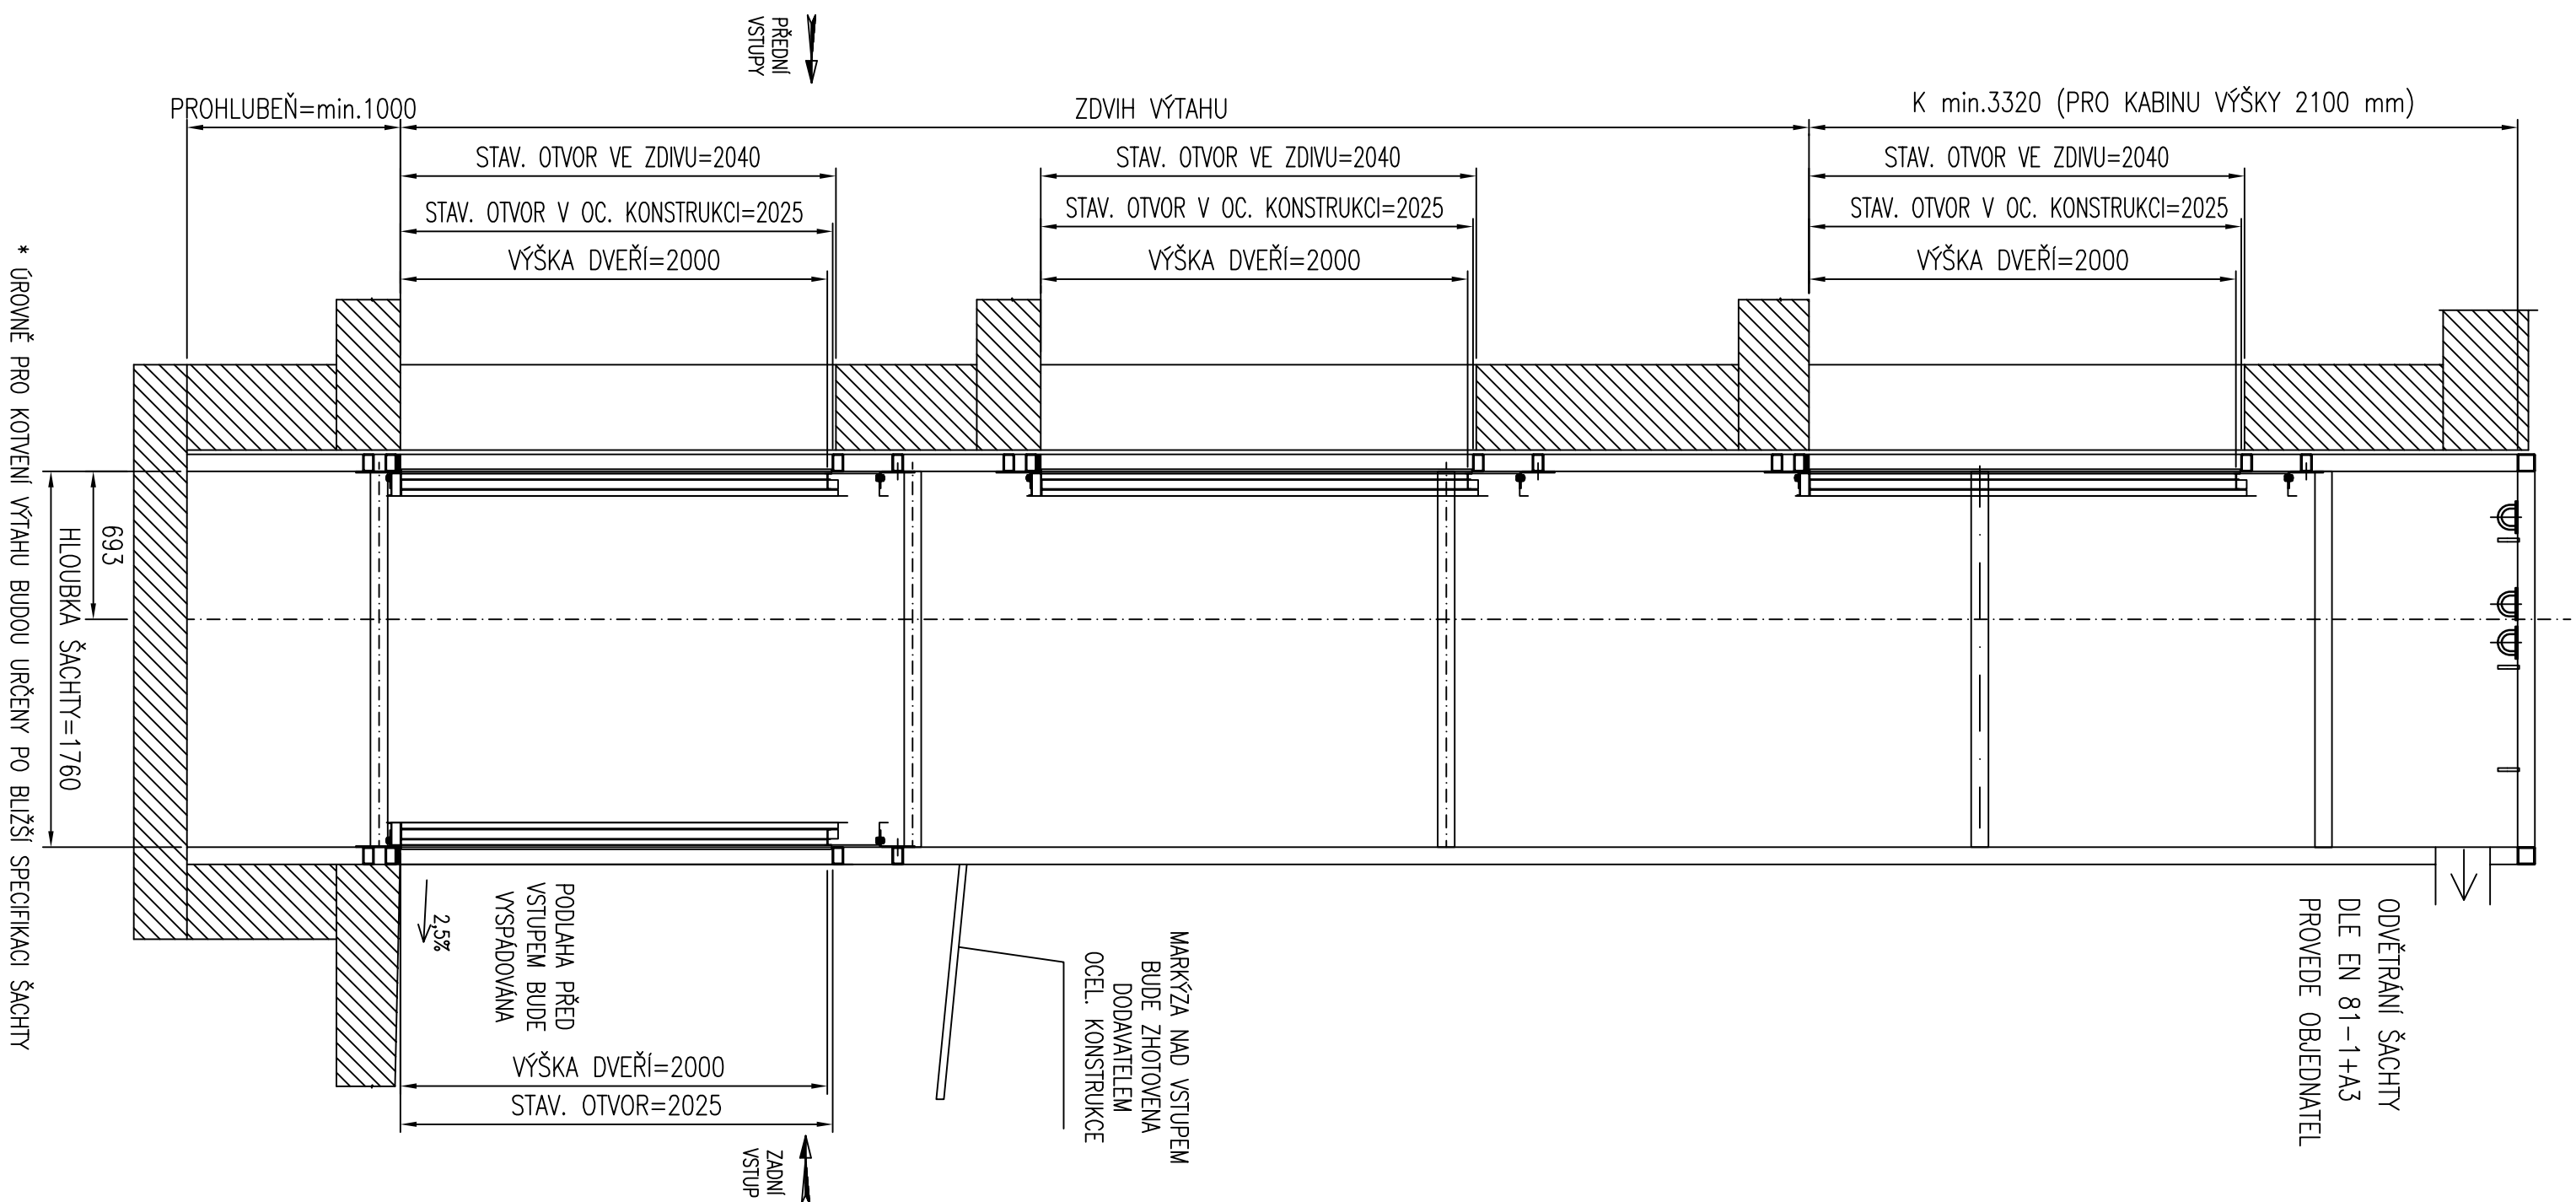 PŘEDNÍ
VSTUPY
PROHLUBEŇ=min.1000
ZDVIH VÝTAHU
K min.3320 (PRO KABINU VÝŠKY 2100 mm)
STAV. OTVOR VE ZDIVU=2040
STAV. OTVOR VE ZDIVU=2040
STAV. OTVOR VE ZDIVU=2040
STAV. OTVOR V OC. KONSTRUKCI=2025
STAV. OTVOR V OC. KONSTRUKCI=2025
STAV. OTVOR V OC. KONSTRUKCI=2025
VÝŠKA DVEŘÍ=2000
VÝŠKA DVEŘÍ=2000
VÝŠKA DVEŘÍ=2000
* ÚROVNĚ PRO KOTVENÍ VÝTAHU BUDOU URČENY PO BLIŽŠÍ SPECIFIKACI ŠACHTY
693
HLOUBKA ŠACHTY=1760
2,5%
PODLAHA PŘED
VSTUPEM BUDE
VYSPÁDOVÁNA
MARKÝZA NAD VSTUPEM
BUDE ZHOTOVENA
DODAVATELEM
OCEL. KONSTRUKCE
ODVĚTRÁNÍ ŠACHTY
DLE EN 81-1+A3
PROVEDE OBJEDNATEL
VÝŠKA DVEŘÍ=2000
STAV. OTVOR=2025
ZADNÍ
VSTUP